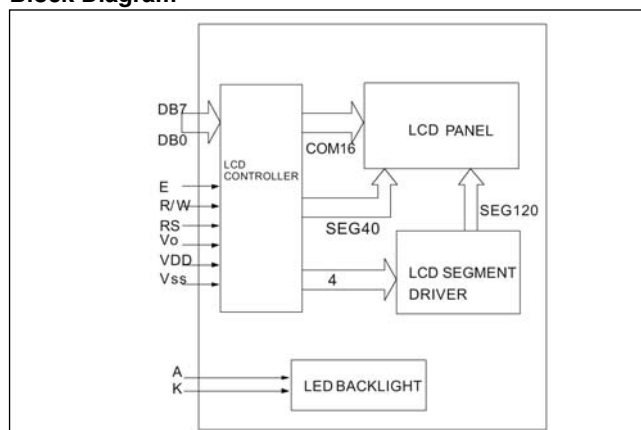 Block Diagram
DB7
DB0
E
R/W
RS
Vo
VDD
Vss
LCD
CONTROLLER
COM16
SEG40
4
LCD PANEL
SEG120
LCD SEGMENT
DRIVER
A
K
LED BACKLIGHT